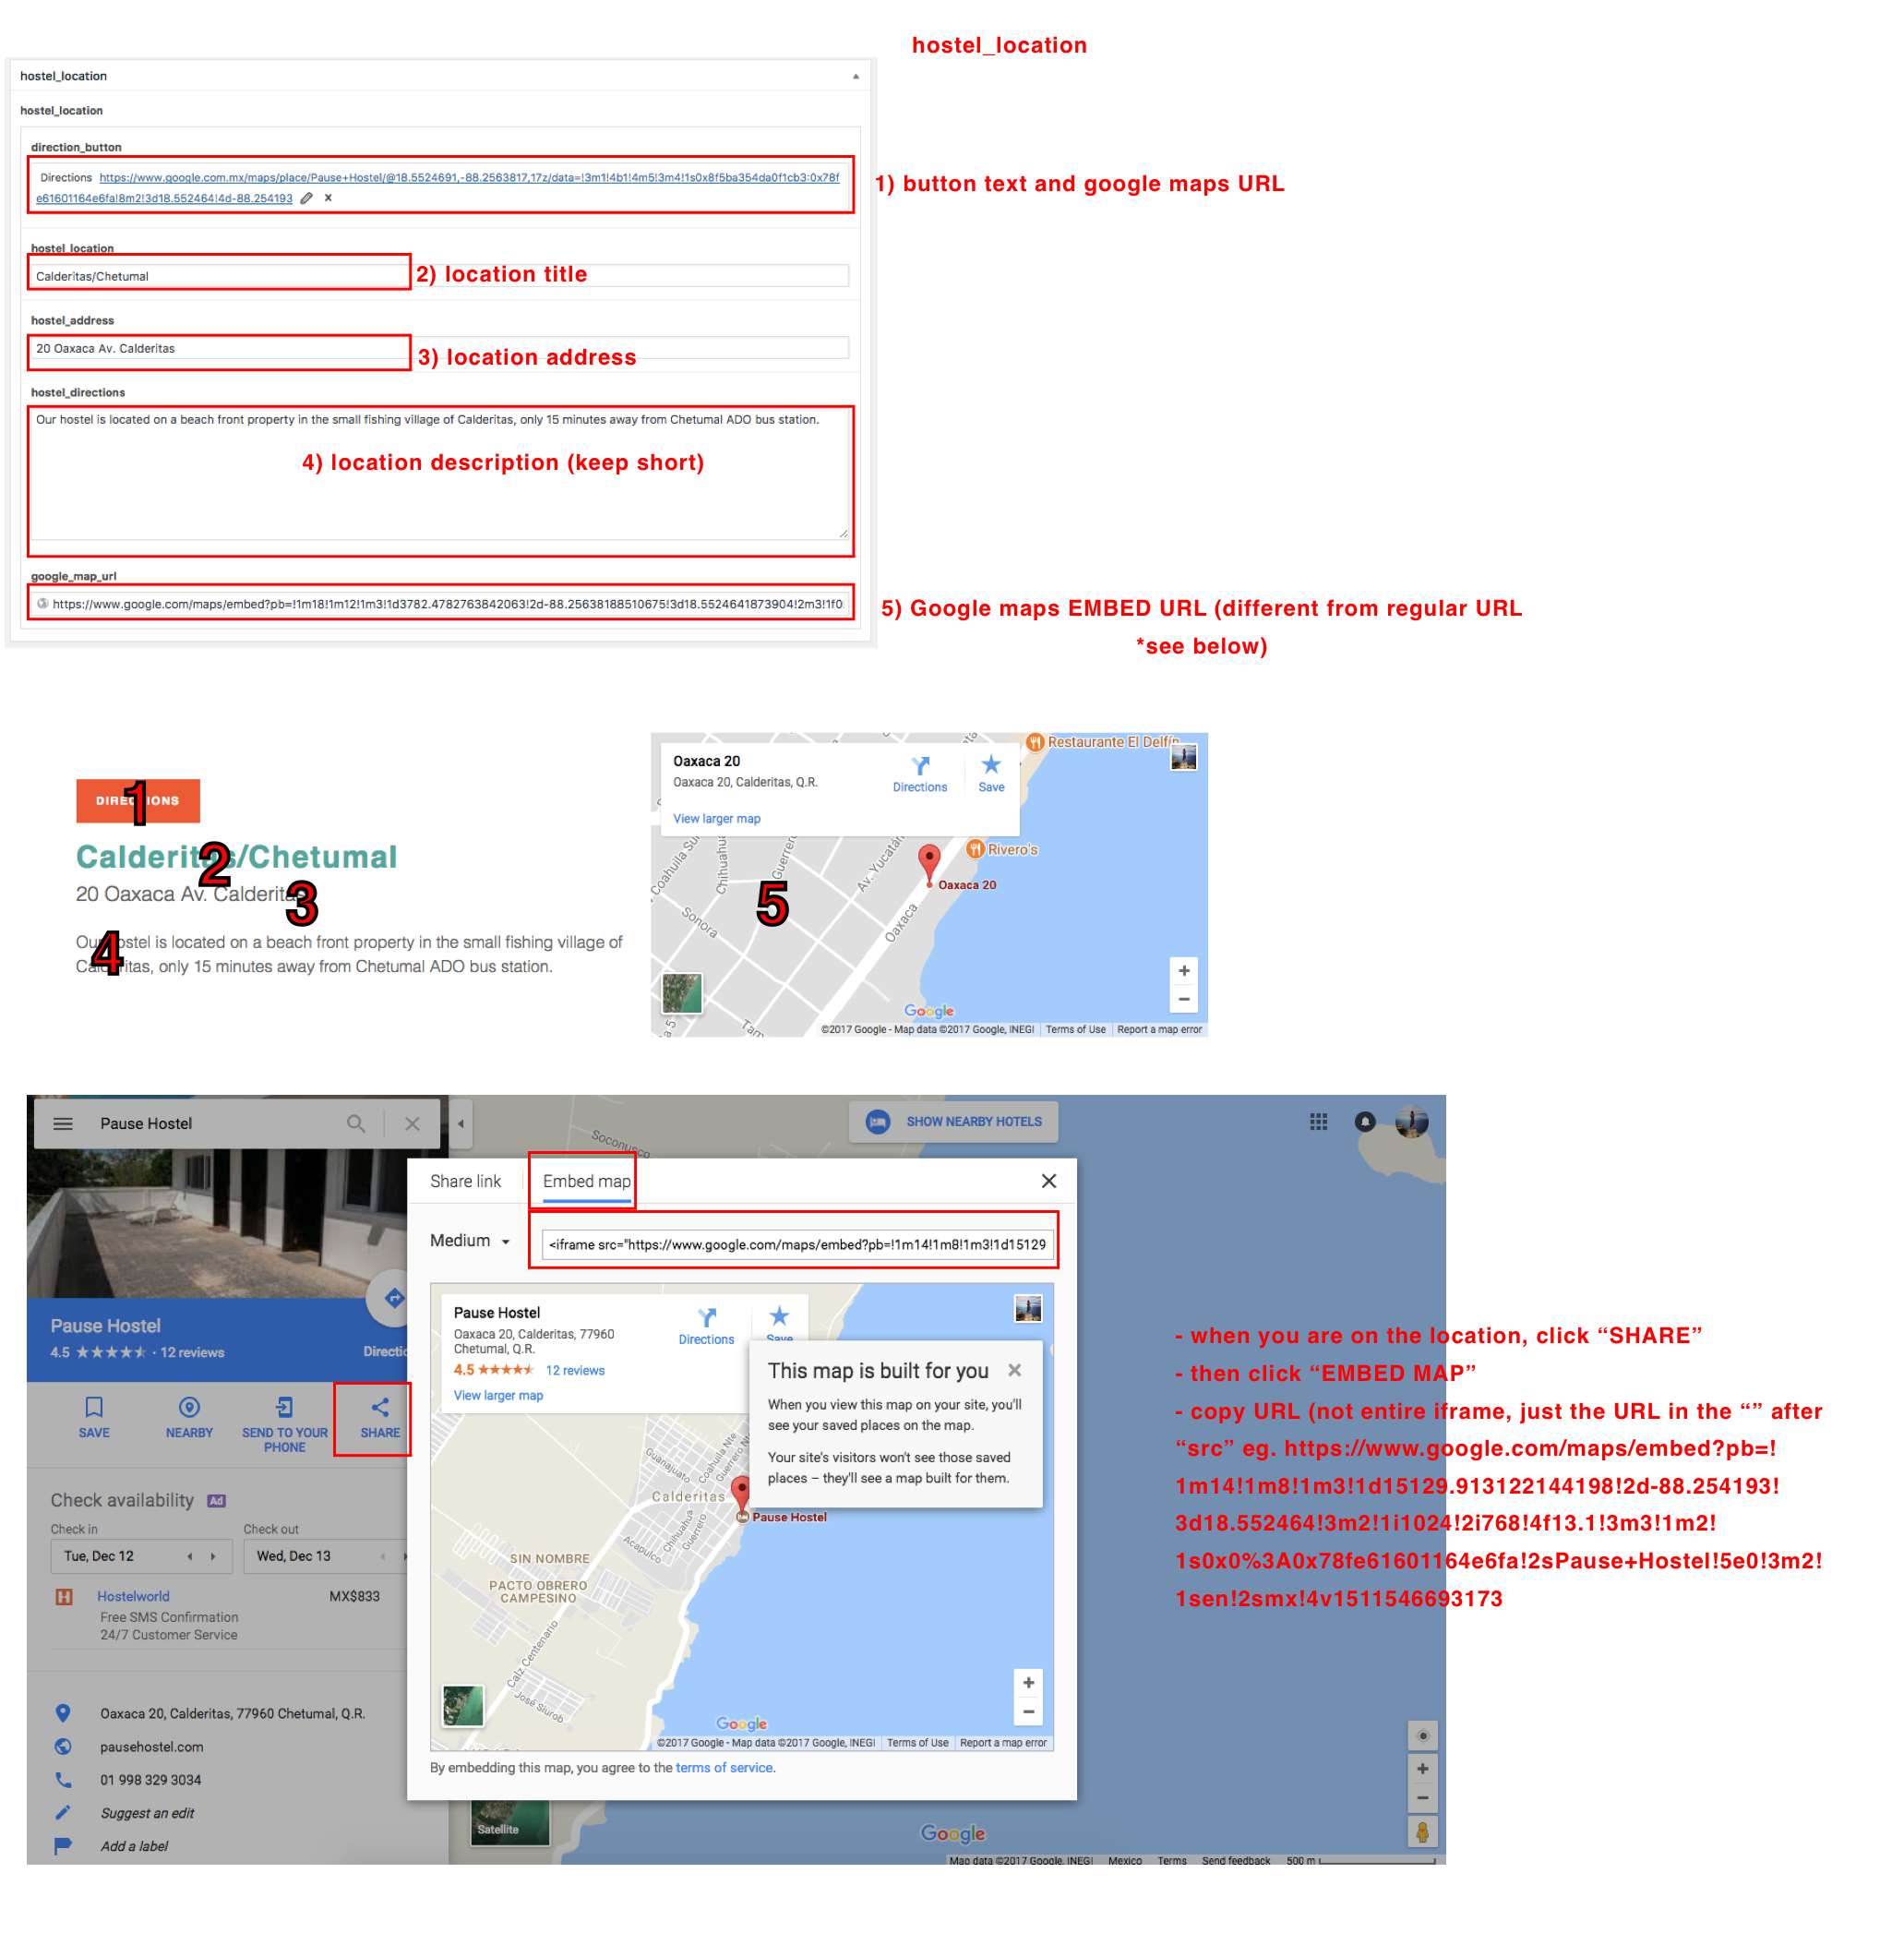 hostel_location
hostel_location
hostel_location
direction_button
Directions https://www.google.com.mx/maps/place/Pause+Hostel/@18.5524691,-88.2563817,17z/data=!3m1!4b1!4m5!3m4!1s0x8f5ba354da0f1cb3:0x78f
e61601164e6fa!8m2!3d18.552464!4d-88.254193
1) button text and google maps URL
hostel_location
Calderitas/Chetumal
2) location title
hostel_address
20 Oaxaca Av. Calderitas
3) location address
hostel_directions
Our hostel is located on a beach front property in the small fishing village of Calderitas, only 15 minutes away from Chetumal ADO bus station.
4) location description (keep short)
google_map_url
https://www.google.com/maps/embed?pb=!1m18!1m12!1m3!1d3782.4782763842063!2d-88.25638188510675!3d18.5524641873904!2m3!1f0
5) Google maps EMBED URL (different from regular URL
*see below)
DIRECTIONS
1
Calderitas/Chetumal
2
20 Oaxaca Av. Calderitas
3
4
Our hostel is located on a beach front property in the small fishing village of
Calderitas, only 15 minutes away from Chetumal ADO bus station.
Oaxaca 20
Oaxaca 20, Calderitas, Q.R.
Directions
Save
View larger map
Restaurante El Delfín
Rivero's
Oaxaca 20
Coahuila Sur
Chihuahua
Guerrero
Av. Yucatán
Sonora
Oaxaca
5
Tam
Google
©2017 Google - Map data ©2017 Google, INEGI Terms of Use Report a map error
Pause Hostel
SHOW NEARBY HOTELS
Soconusco
Share link
Embed map
Medium
<iframe src="https://www.google.com/maps/embed?pb=!1m14!1m8!1m3!1d15129
Pause Hostel
4.5 · 12 reviews
Directio
SAVE
NEARBY
SEND TO YOUR
PHONE
SHARE
Check availability Ad
Check in
Check out
Tue, Dec 12
Wed, Dec 13
Hostelworld
MX$833
Free SMS Confirmation
24/7 Customer Service
Oaxaca 20, Calderitas, 77960 Chetumal, Q.R.
pausehostel.com
01 998 329 3034
Suggest an edit
Add a label
Pause Hostel
Oaxaca 20, Calderitas, 77960
Chetumal, Q.R.
4.5 12 reviews
View larger map
Directions
Save
This map is built for you
When you view this map on your site, you'll
see your saved places on the map.
Your site's visitors won't see those saved
places – they'll see a map built for them.
Guanajuato
Coahuila Nte
Guerrero Nte
Calderitas
Pause Hostel
Chihuahua
Guerrero
Acapulco
SIN NOMBRE
PACTO OBRERO
CAMPESINO
Calz. Centenario
José Siurob
Google
©2017 Google - Map data ©2017 Google, INEGI Terms of Use Report a map error
By embedding this map, you agree to the terms of service.
Satellite
Google
Map data ©2017 Google, INEGI Mexico Terms Send feedback 500 m
- when you are on the location, click “SHARE”
- then click “EMBED MAP”
- copy URL (not entire iframe, just the URL in the “” after
“src” eg. https://www.google.com/maps/embed?pb=!
1m14!1m8!1m3!1d15129.913122144198!2d-88.254193!
3d18.552464!3m2!1i1024!2i768!4f13.1!3m3!1m2!
1s0x0%3A0x78fe61601164e6fa!2sPause+Hostel!5e0!3m2!
1sen!2smx!4v1511546693173